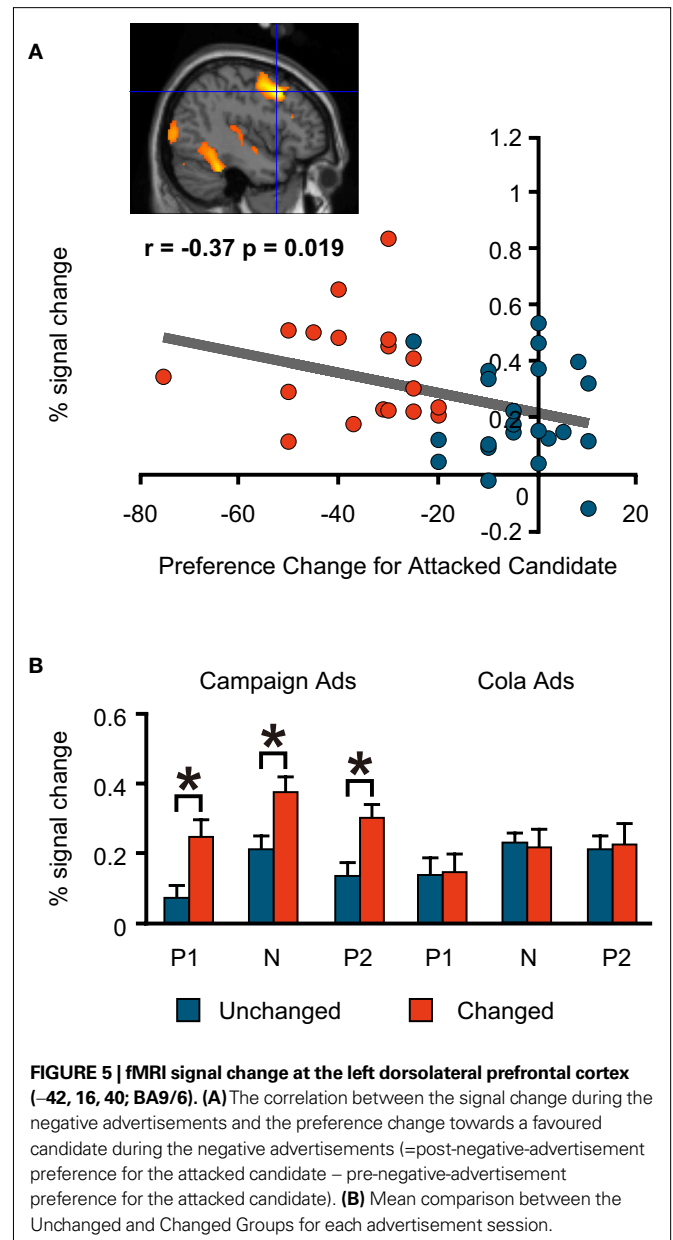 A
r = -0.37 p = 0.019
% signal change
1.2
1
0.8
0.6
0.4
0.2
0
-0.2
-80 -60 -40 -20 20
Preference Change for Attacked Candidate
B
Campaign Ads Cola Ads
% signal change
0.6
0.4
0.2
0
* * *
P1 N P2 P1 N P2
Unchanged Changed
FIGURE 5 | fMRI signal change at the left dorsolateral prefrontal cortex
(–42, 16, 40; BA9/6). (A) The correlation between the signal change during the
negative advertisements and the preference change towards a favoured
candidate during the negative advertisements (=post-negative-advertisement
preference for the attacked candidate – pre-negative-advertisement
preference for the attacked candidate). (B) Mean comparison between the
Unchanged and Changed Groups for each advertisement session.